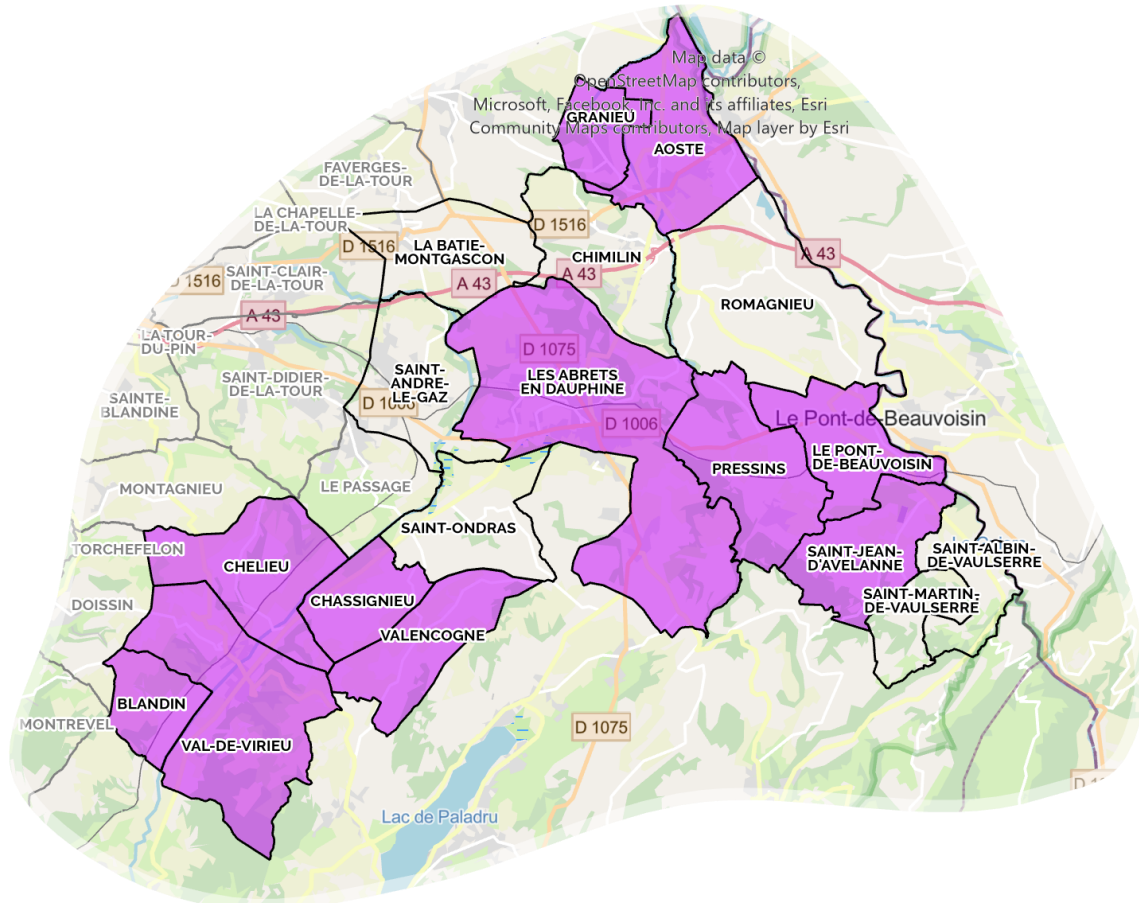 Map data ©
OpenStreetMap contributors,
Microsoft, Facebook, Inc. and its affiliates, Esri
Community Maps contributors, Map layer by Esri
GRANIEU
AOSTE
FAVERGES-
DE-LA-TOUR
LA CHAPELLE-
DE-LA-TOUR
D 1516
D 1516
LA BATIE-
MONTGASCON
CHIMILIN
A 43
SAINT-CLAIR-
DE-LA-TOUR
1516
A 43
A 43
ROMAGNIEU
A 43
LA TOUR-
DU-PIN
D 1075
SAINT-DIDIER-
DE-LA-TOUR
SAINT-
ANDRE-
LE-GAZ
LES ABRETS
EN DAUPHINE
SAINTE-
BLANDINE
D 1006
D 1006
Le Pont-de-Beauvoisin
LE PONT-
DE-BEAUVOISIN
PRESSINS
MONTAGNIEU
LE PASSAGE
SAINT-ONDRAS
TORCHEFELON
CHELIEU
SAINT-JEAN-
D'AVELANNE
SAINT-ALBIN-
DE-VAULSERRE
DOISSIN
CHASSIGNIEU
SAINT-MARTIN-
DE-VAULSERRE
VALENCOGNE
BLANDIN
MONTREVEL
D 1075
VAL-DE-VIRIEU
Lac de Paladru